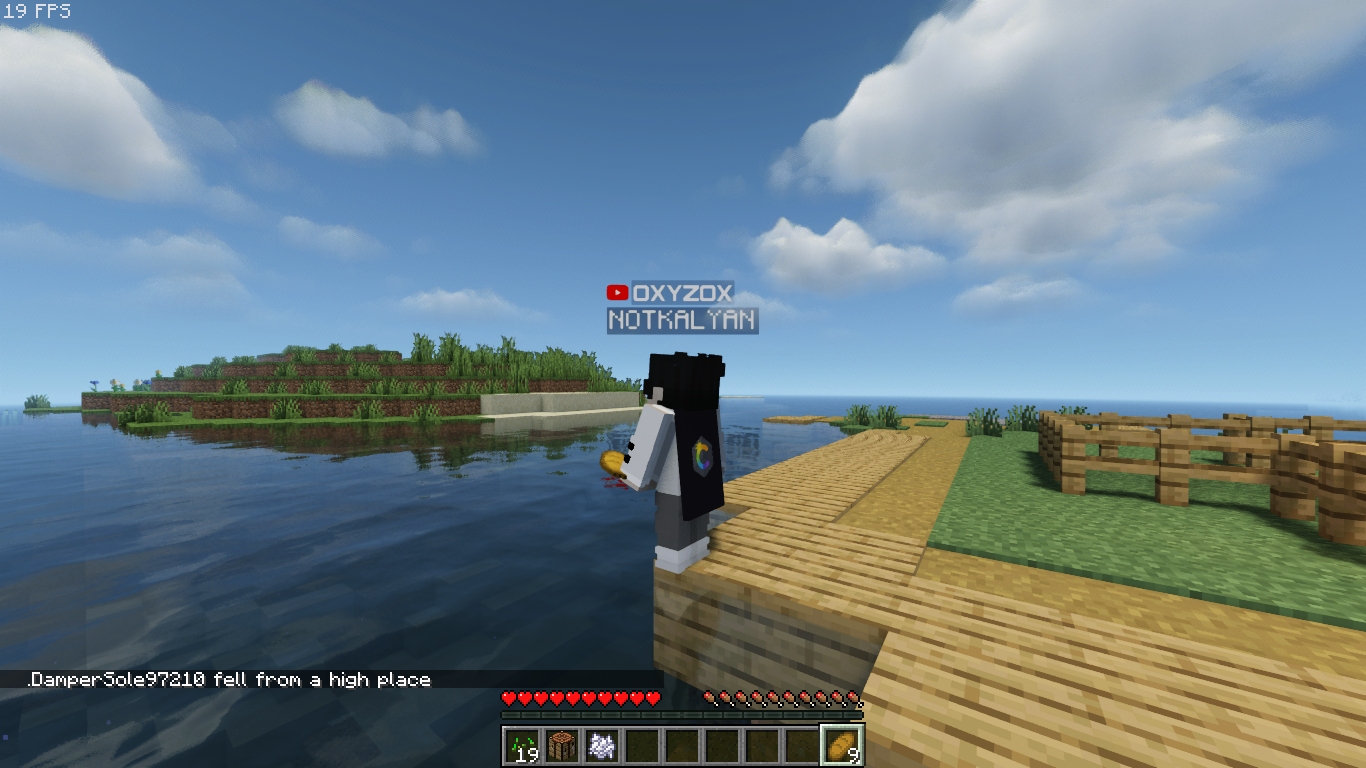 19 FPS
OXYZOX
NOTKALYAN
.DamperSole97210 fell from a high place
19
9